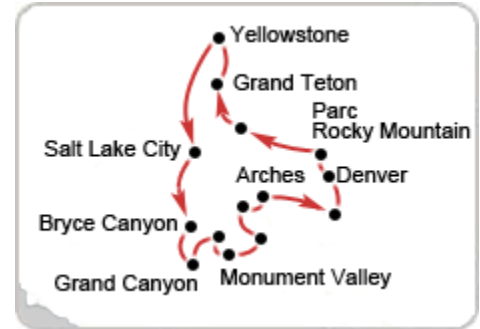 Yellowstone
Grand Teton
Parc
Rocky Mountain
Salt Lake City
Arches
Denver
Bryce Canyon
Grand Canyon
Monument Valley